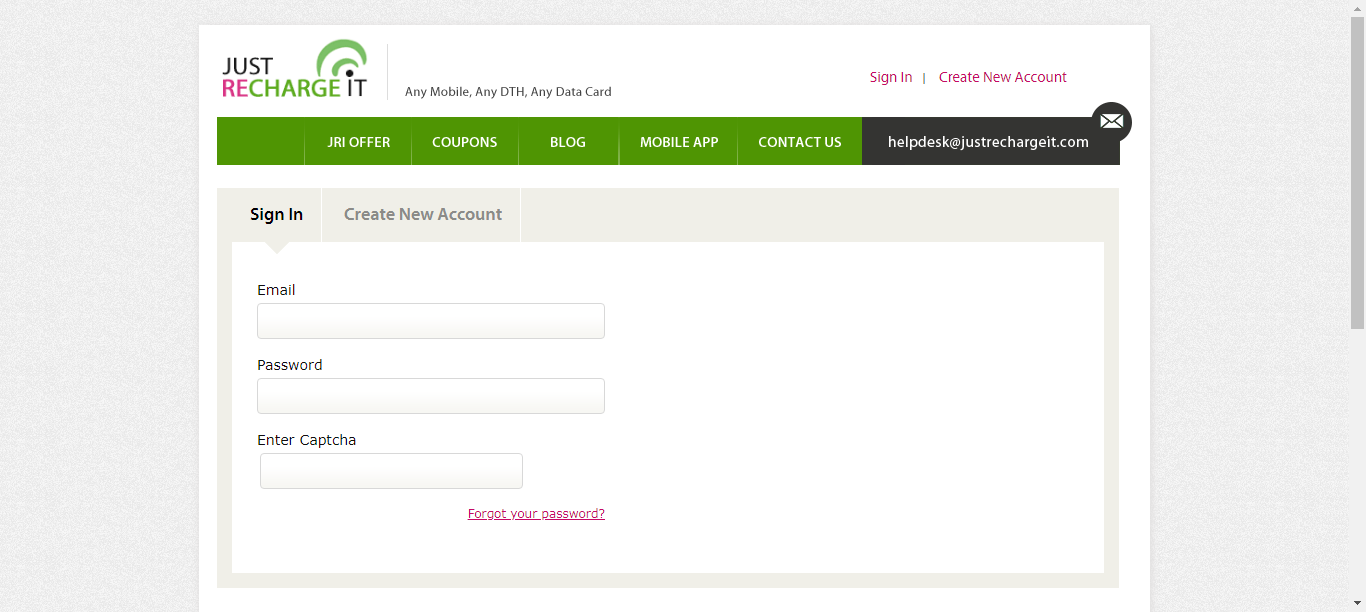 JUST
RECHARGE IT
Any Mobile, Any DTH, Any Data Card
Sign In | Create New Account
JRI OFFER COUPONS BLOG MOBILE APP CONTACT US helpdesk@justrechargeit.com
Sign In Create New Account
Email
Password
Enter Captcha
Forgot your password?